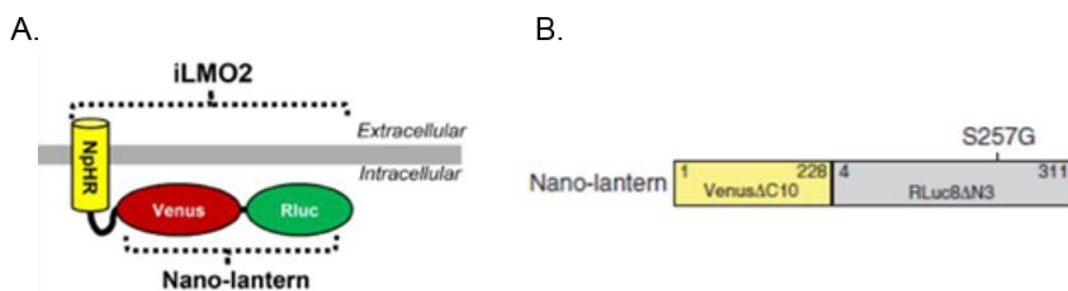 A.
iLMO2
Extracellular
Intracellular
NpHR
Venus
Rluc
Nano-lantern
B.
S257G
Nano-lantern
1 228 4 311
VenusΔC10 RLuc8ΔN3